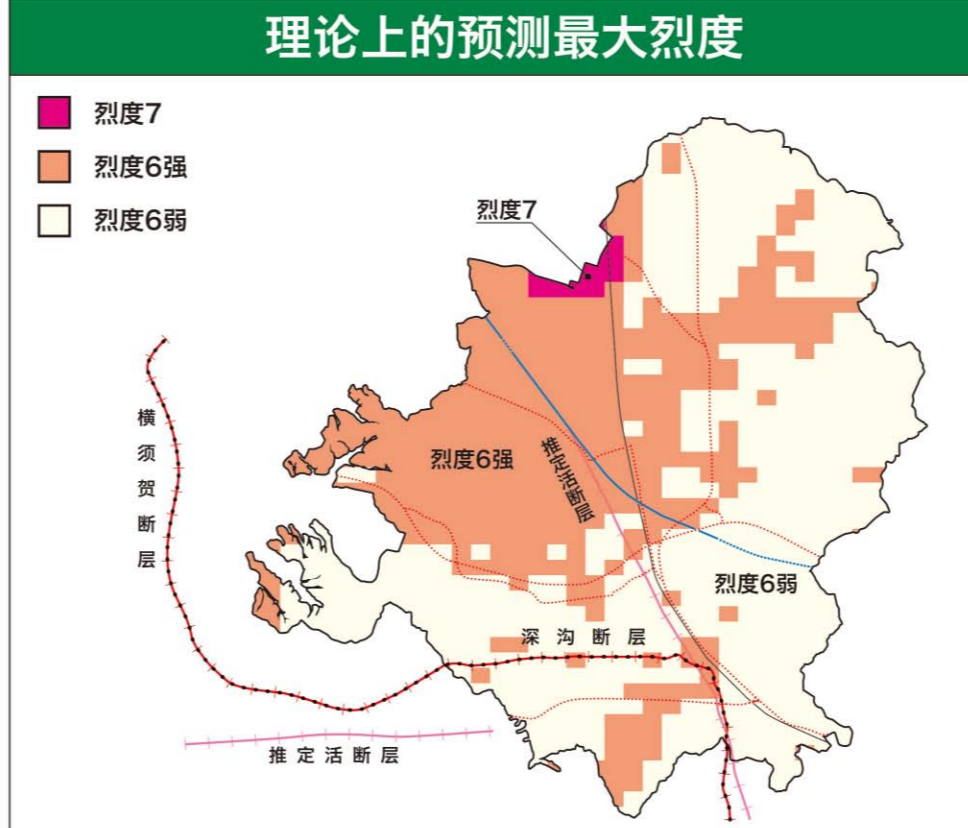 理论上的预测最大烈度
烈度7
烈度6强
烈度6弱
烈度7
横须贺断层
烈度6强
推定活断层
烈度6弱
深沟断层
推定活断层